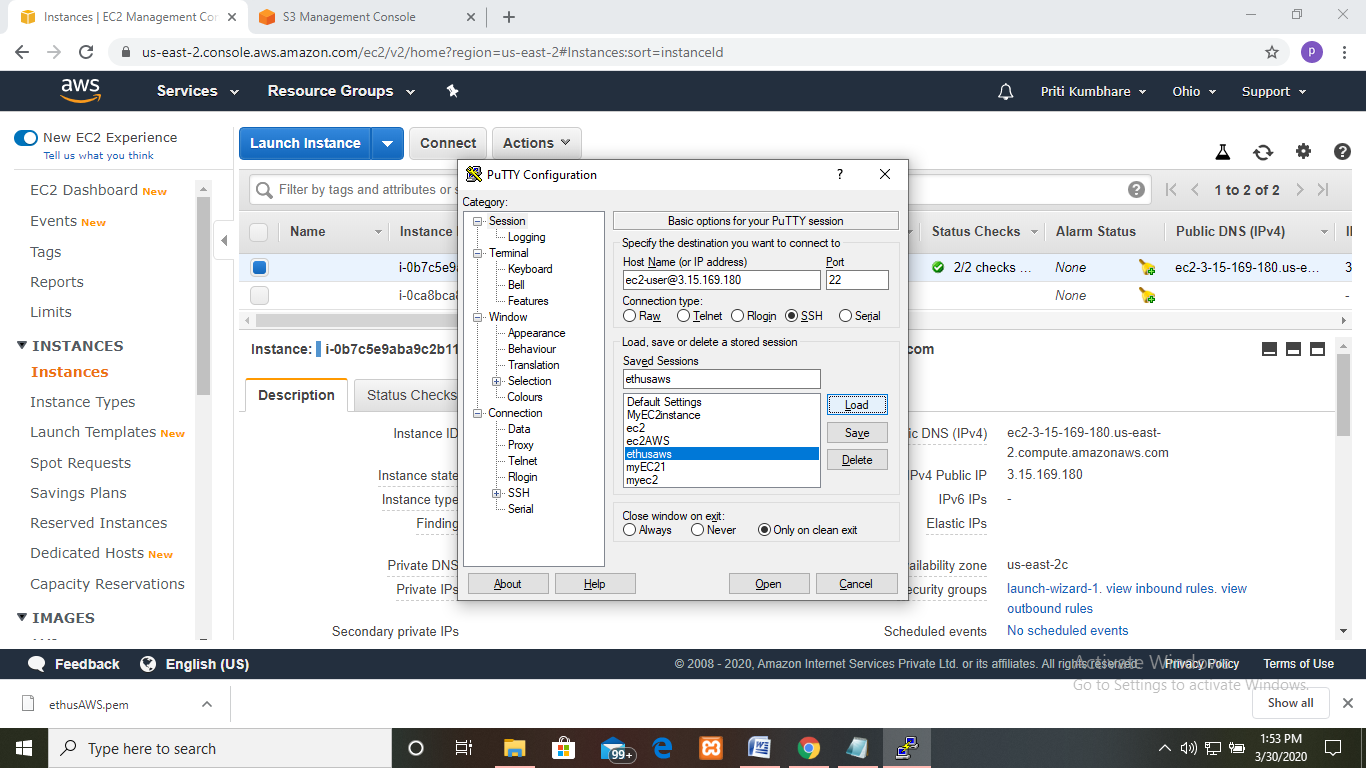 Instances | EC2 Management Con
S3 Management Console
us-east-2.console.aws.amazon.com/ec2/v2/home?region=us-east-2#Instances:sort=instanceId
P
aws
Services
Resource Groups
Priti Kumbhare
Ohio
Support
New EC2 Experience
Tell us what you think
EC2 Dashboard New
Events New
Tags
Reports
Limits
INSTANCES
Instances
Instance Types
Launch Templates New
Spot Requests
Savings Plans
Reserved Instances
Dedicated Hosts New
Capacity Reservations
IMAGES
Launch Instance
Connect
Actions
Filter by tags and attributes or s
1 to 2 of 2
Name
Instance I
Status Checks
Alarm Status
Public DNS (IPv4)
i-0b7c5e9a
2/2 checks ...
None
ec2-3-15-169-180.us-e...
3
i-0ca8bca8
None
-
Instance: i-0b7c5e9aba9c2b11
com
Description
Status Checks
Instance ID
Instance state
Instance type
Finding
Private DNS
Private IPs
Secondary private IPs
ic DNS (IPv4)
ec2-3-15-169-180.us-east-
2.compute.amazonaws.com
IPv4 Public IP
3.15.169.180
IPv6 IPs
-
Elastic IPs
ailability zone
us-east-2c
ecurity groups
launch-wizard-1. view inbound rules. view
outbound rules
Scheduled events
No scheduled events
PuTTY Configuration
?
Category:
Session
Logging
Terminal
Keyboard
Bell
Features
Window
Appearance
Behaviour
Translation
Selection
Colours
Connection
Data
Proxy
Telnet
Rlogin
SSH
Serial
Basic options for your PuTTY session
Specify the destination you want to connect to
Host Name (or IP address)
Port
ec2-user@3.15.169.180
22
Connection type:
Raw
Telnet
Rlogin
SSH
Serial
Load, save or delete a stored session
Saved Sessions
ethusaws
Default Settings
MyEC2instance
ec2
ec2AWS
ethusaws
myEC21
myec2
Load
Save
Delete
Close window on exit:
Always
Never
Only on clean exit
About
Help
Open
Cancel
Feedback
English (US)
© 2008 - 2020, Amazon Internet Services Private Ltd. or its affiliates. All rights reserved.
Privacy Policy
Terms of Use
Activate Windows
Go to Settings to activate Windows.
ethusAWS.pem
Show all
Type here to search
99+
1:53 PM
3/30/2020